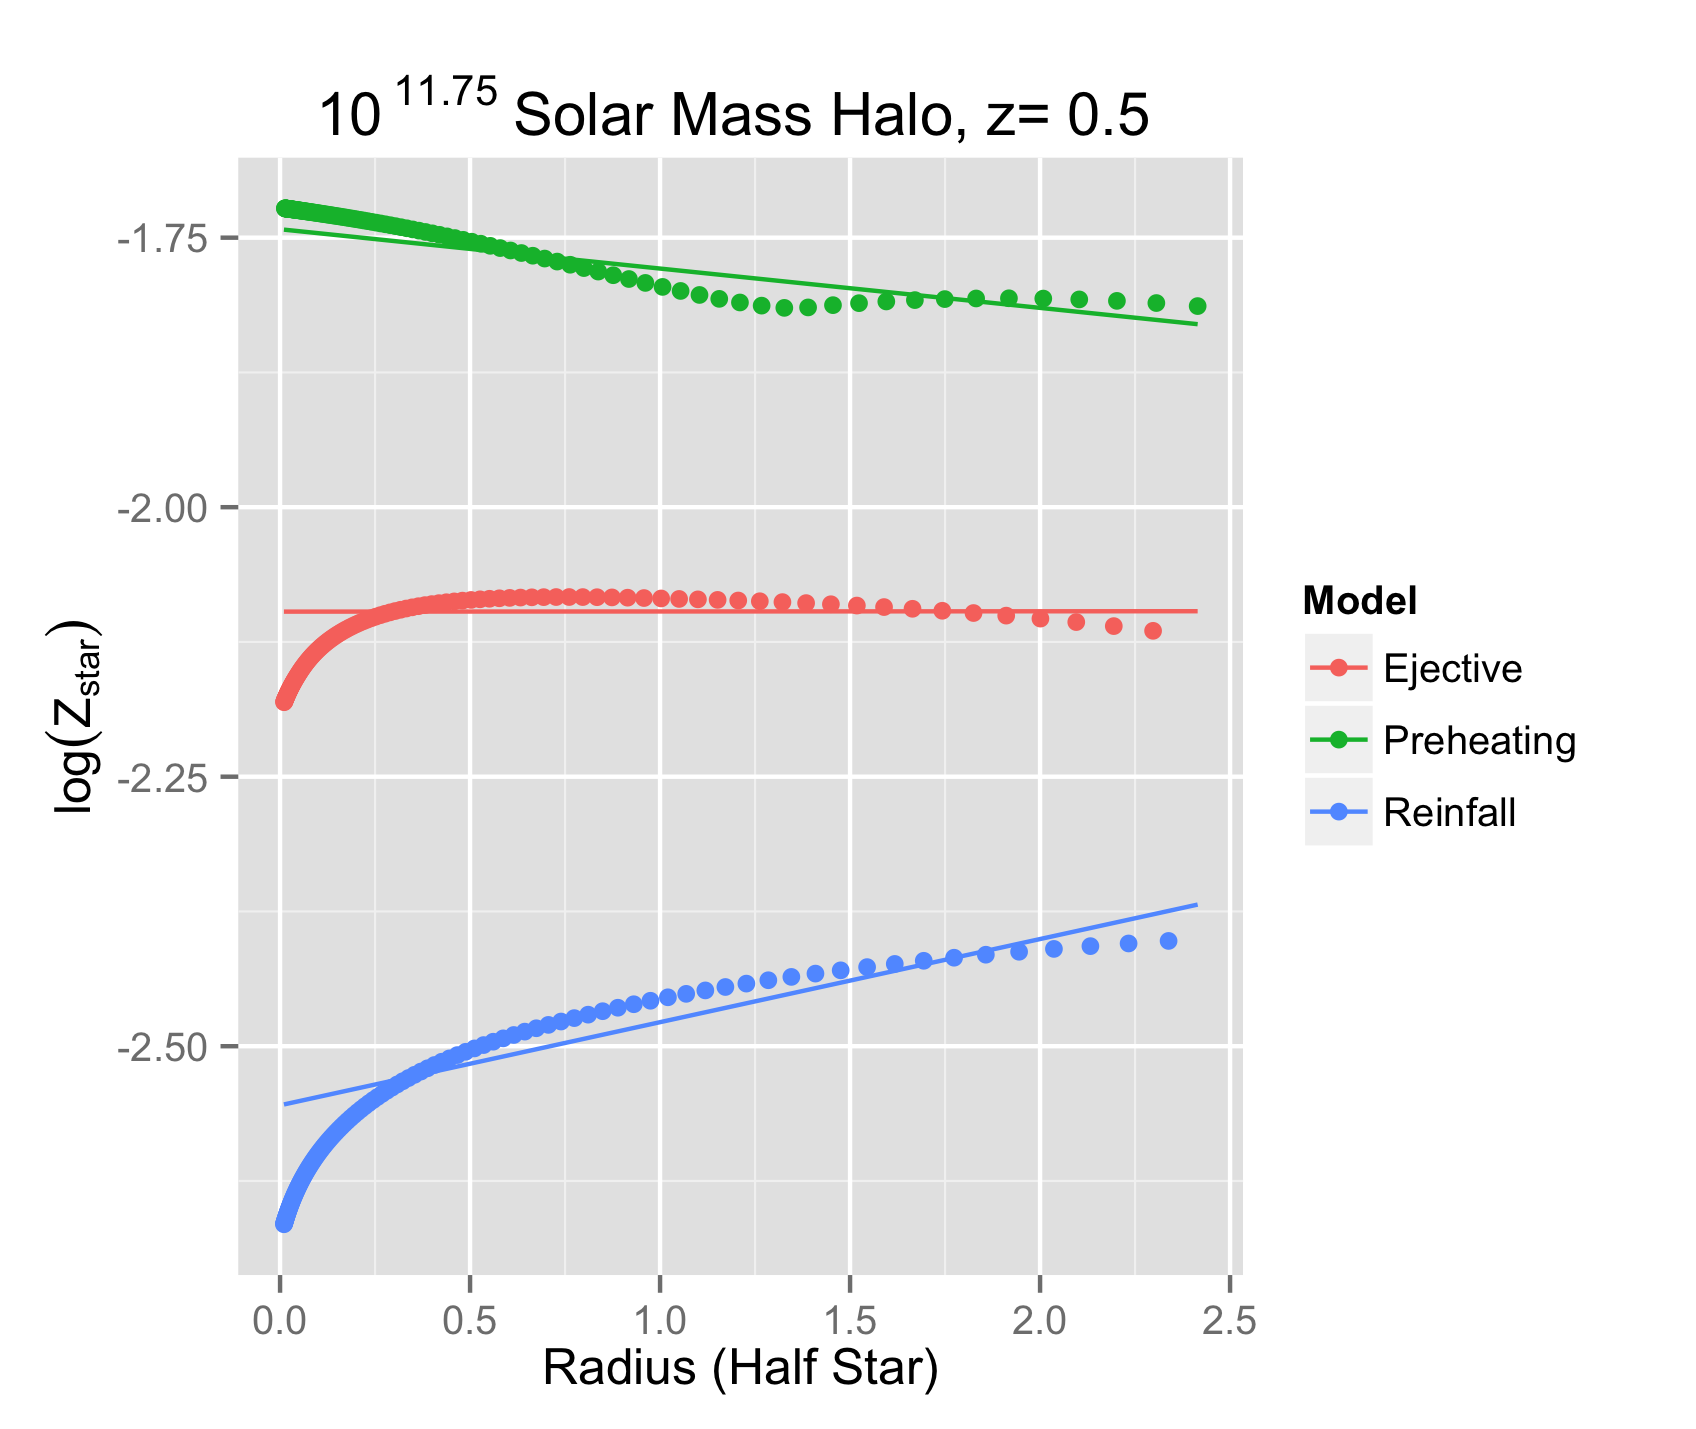 10 11.75 Solar Mass Halo, z= 0.5
-1.75
-2.00
-2.25
-2.50
log(Zstar)
0.0 0.5 1.0 1.5 2.0 2.5
Radius (Half Star)
Model
Ejective
Preheating
Reinfall